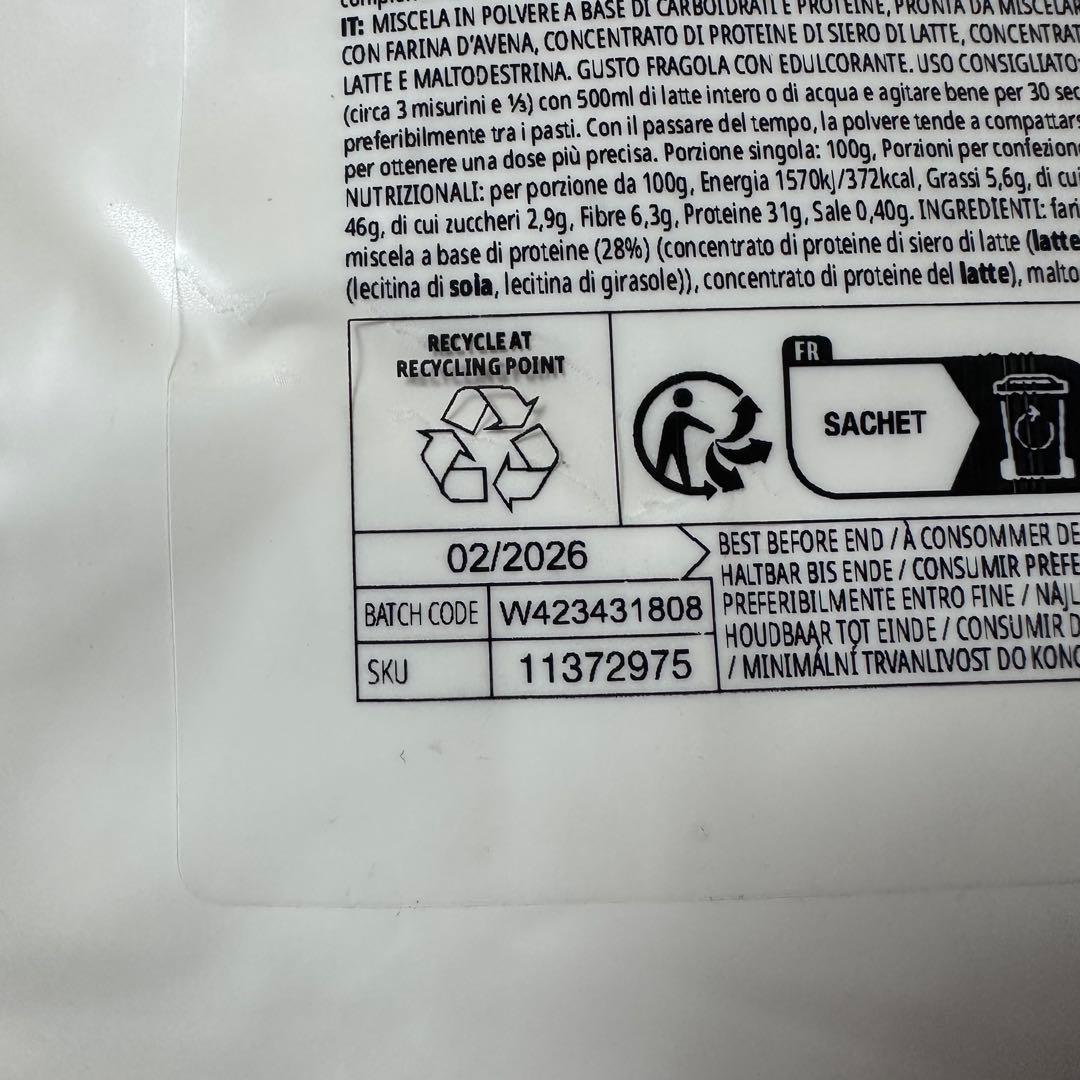 IT: MISCELA IN POLVERE A BASE DI CARBOIDRATI E PROTEINE, PRONTA DA MISCELAR
CON FARINA D'AVENA, CONCENTRATO DI PROTEINE DI SIERO DI LATTE, CONCENTRAT
LATTE E MALTODESTRINA. GUSTO FRAGOLA CON EDULCORANTE. USO CONSIGLIATO:
(circa 3 misurini e ⅓) con 500ml di latte intero o di acqua e agitare bene per 30 sec
preferibilmente tra i pasti. Con il passare del tempo, la polvere tende a compattars
per ottenere una dose più precisa. Porzione singola: 100g, Porzioni per confezione
NUTRIZIONALI: per porzione da 100g, Energia 1570kJ/372kcal, Grassi 5,6g, di cui
46g, di cui zuccheri 2,9g, Fibre 6,3g, Proteine 31g, Sale 0,40g. INGREDIENTI: fari
miscela a base di proteine (28%) (concentrato di proteine di siero di latte (latte
(lecitina di soia, lecitina di girasole)), concentrato di proteine del latte), malto
RECYCLE AT
RECYCLING POINT
FR
SACHET
02/2026
BATCH CODE W423431808
SKU 11372975
BEST BEFORE END / À CONSOMMER DE
HALTBAR BIS ENDE / CONSUMIR PREFE
PREFERIBILMENTE ENTRO FINE / NAJL
HOUDBAAR TOT EINDE / CONSUMIR D
/ MINIMÁLNÍ TRVANLIVOST DO KONC